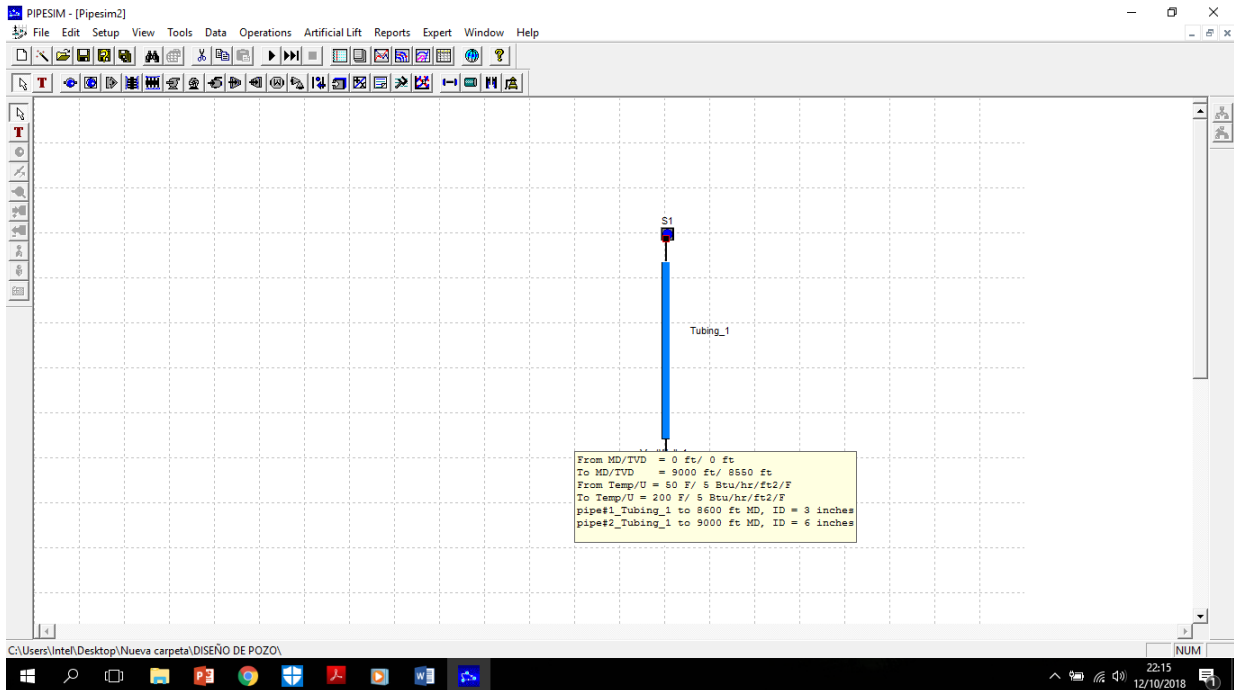 PIPESIM - [Pipesim2]
File Edit Setup View Tools Data Operations Artificial Lift Reports Expert Window Help
T
T
S1
Tubing_1
From MD/TVD = 0 ft/ 0 ft
To MD/TVD = 9000 ft/ 8550 ft
From Temp/U = 50 F/ 5 Btu/hr/ft2/F
To Temp/U = 200 F/ 5 Btu/hr/ft2/F
pipe#1_Tubing_1 to 8600 ft MD, ID = 3 inches
pipe#2_Tubing_1 to 9000 ft MD, ID = 6 inches
C:\Users\Intel\Desktop\Nueva carpeta\DISEÑO DE POZO\
NUM
22:15
12/10/2018